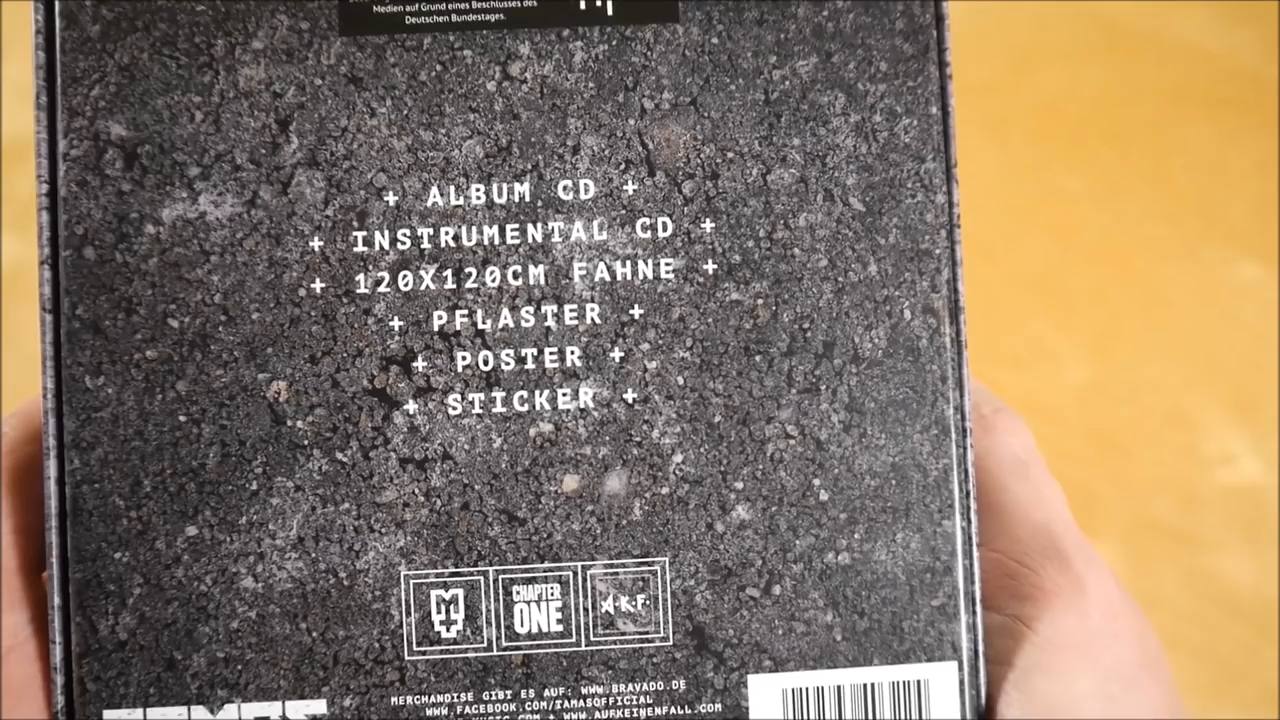 Medien auf Grund eines Beschlusses des
Deutschen Bundestages.
+ ALBUM CD +
+ INSTRUMENTAL CD +
+ 120X120CM FAHNE +
+ PFLASTER +
+ POSTER +
+ STICKER +
CHAPTER
ONE
A.K.F.
MERCHANDISE GIBT ES AUF: WWW.BRAVADO.DE
WWW.FACEBOOK.COM/TAMASOFFICIAL
+ WWW.AUFKEINENFALL.COM